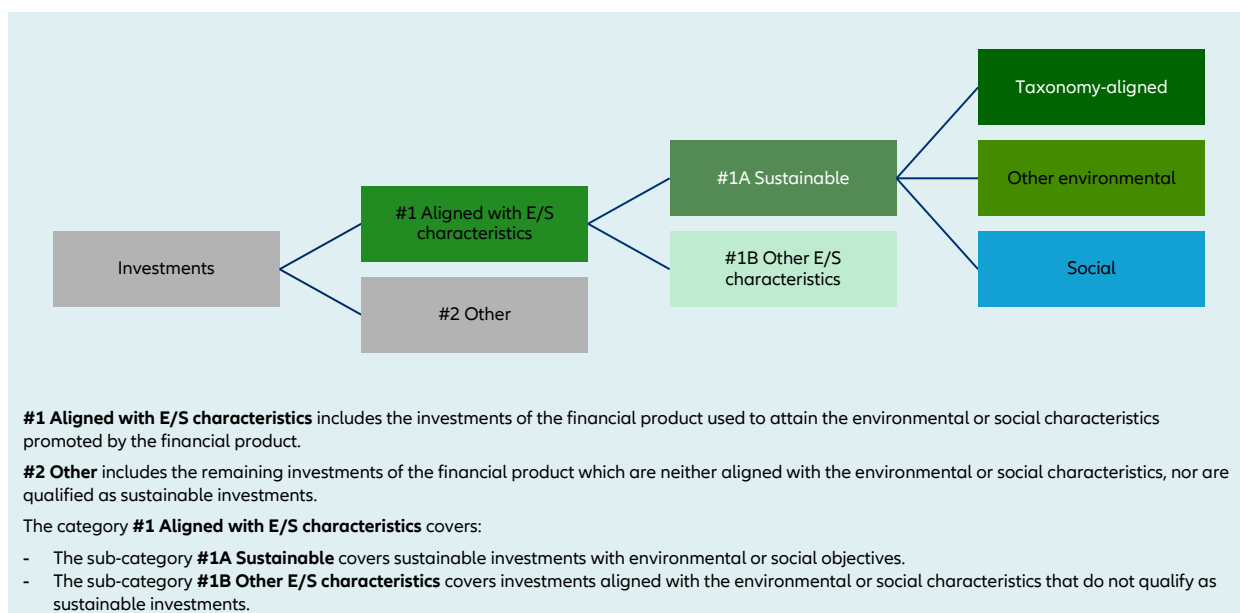 Taxonomy-aligned
#1A Sustainable
Other environmental
#1 Aligned with E/S
characteristics
#1B Other E/S
characteristics
Investments
Social
#2 Other
#1 Aligned with E/S characteristics includes the investments of the financial product used to attain the environmental or social characteristics
promoted by the financial product.
#2 Other includes the remaining investments of the financial product which are neither aligned with the environmental or social characteristics, nor are
qualified as sustainable investments.
The category #1 Aligned with E/S characteristics covers:
- The sub-category #1A Sustainable covers sustainable investments with environmental or social objectives.
- The sub-category #1B Other E/S characteristics covers investments aligned with the environmental or social characteristics that do not qualify as
sustainable investments.